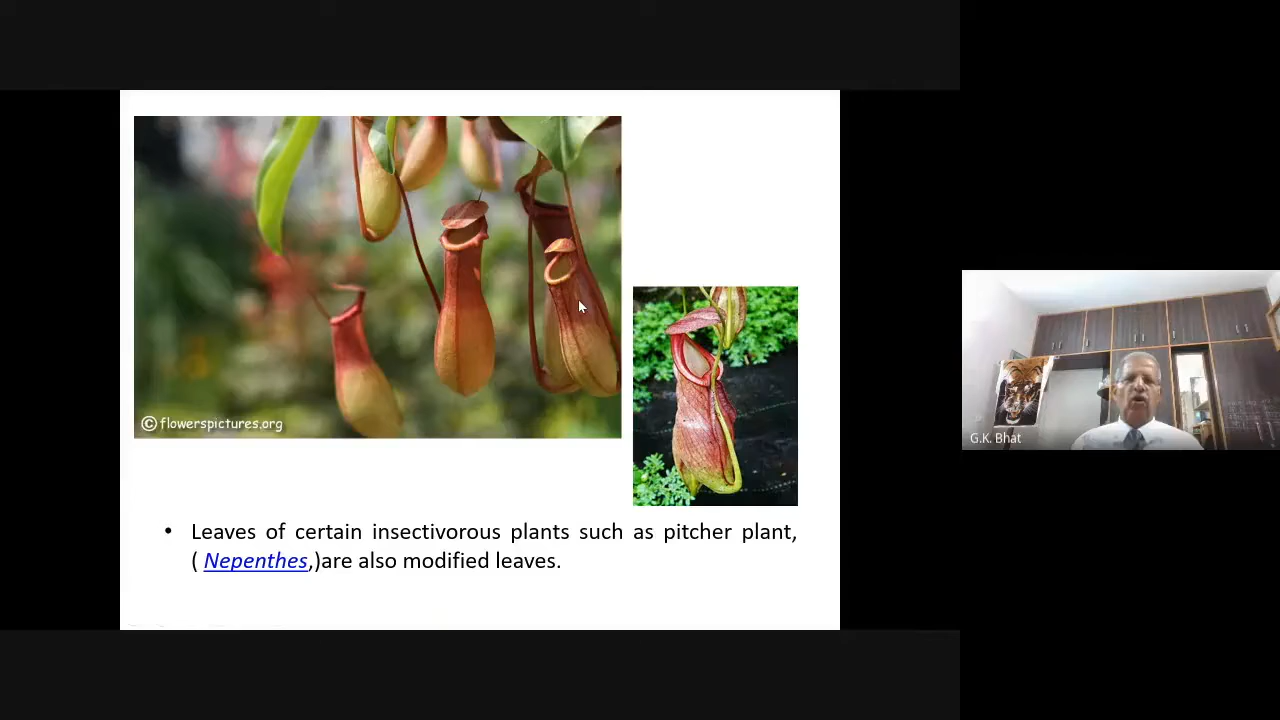 © flowerspictures.org
G.K. Bhat
• Leaves of certain insectivorous plants such as pitcher plant,
( Nepenthes,)are also modified leaves.